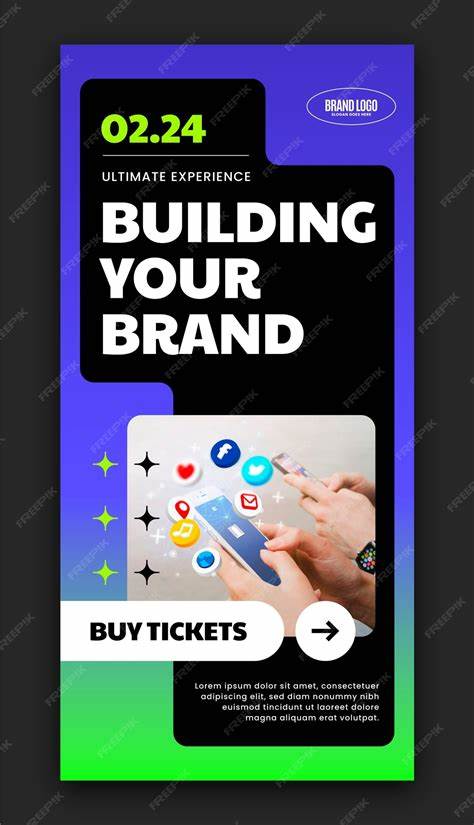 BRAND LOGO
SLOGAN GOES HERE
02.24
ULTIMATE EXPERIENCE
BUILDING
YOUR
BRAND
BUY TICKETS
Lorem ipsum dolor sit amet, consectetuer
adipiscing elit, sed diam nonummy nibh
euismod tincidunt ut laoreet dolore
magna aliquam erat volutpat.
FREEPIK